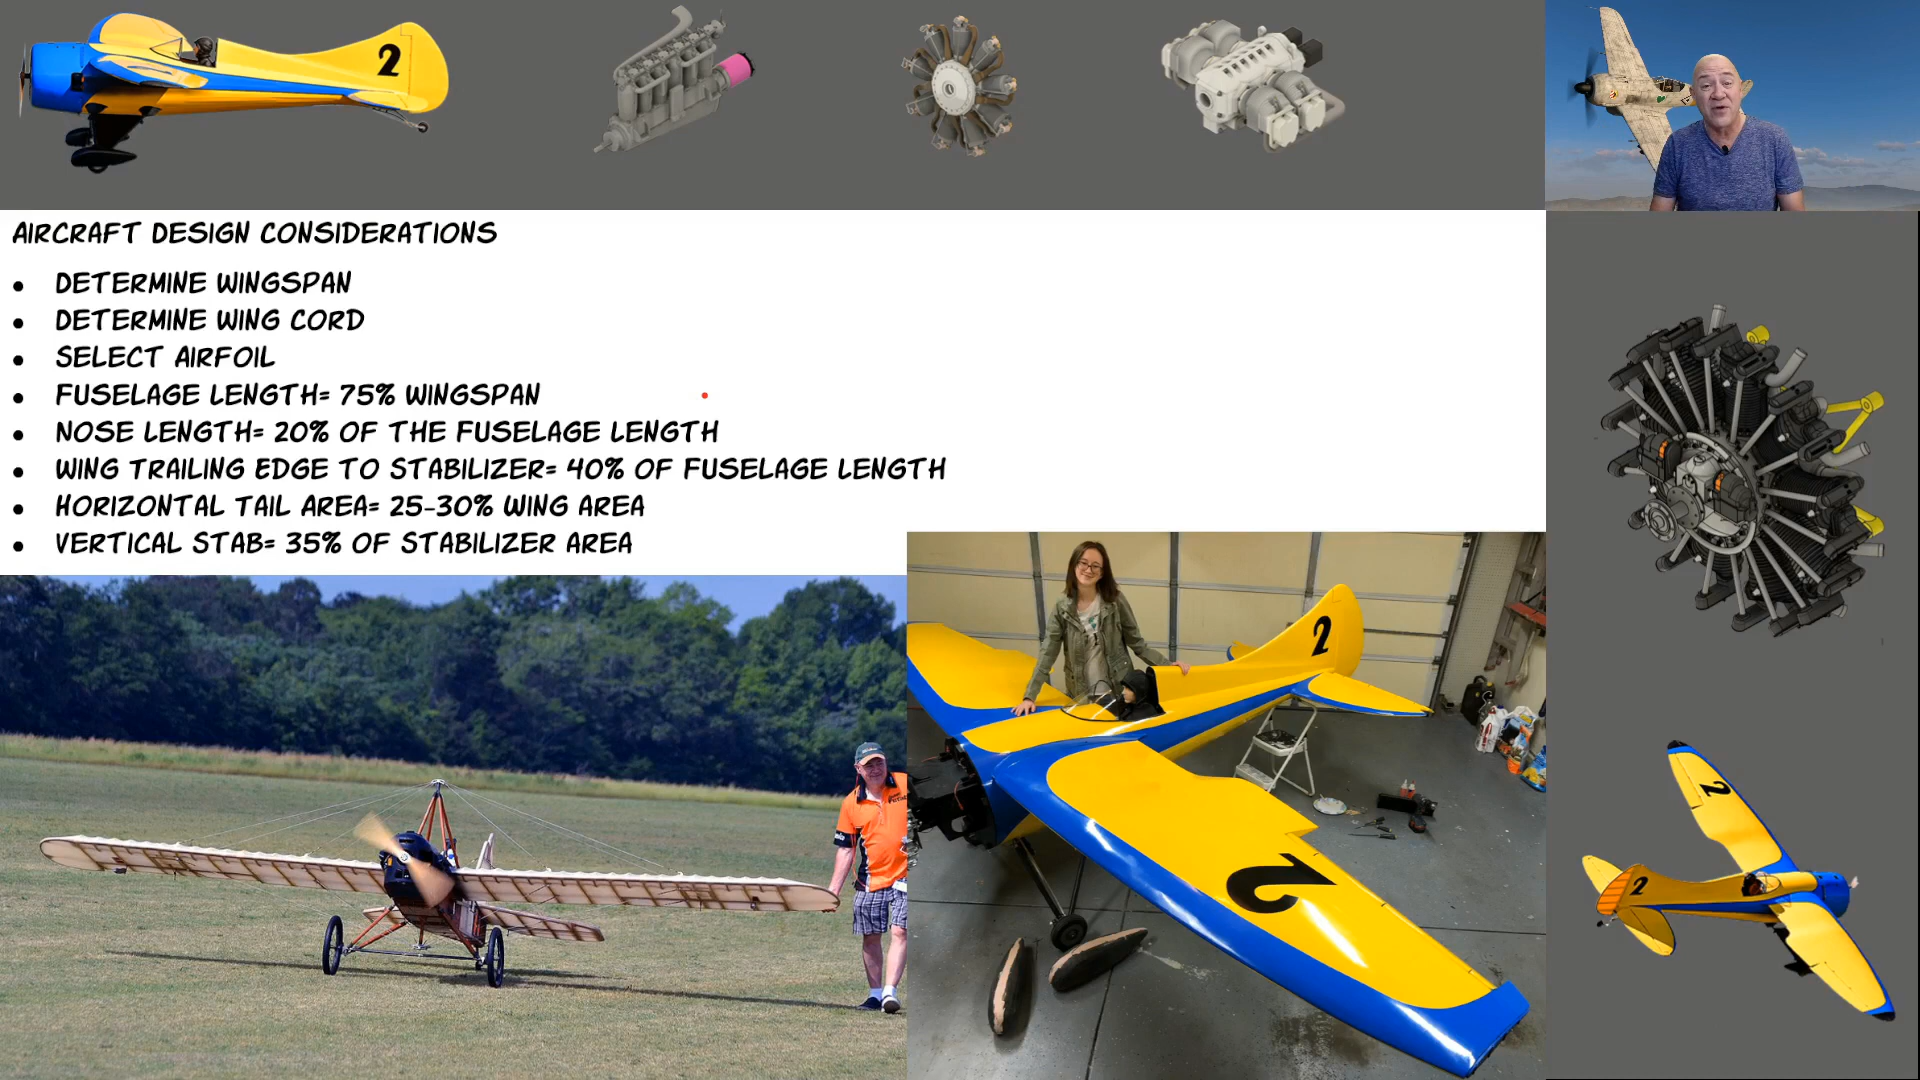 2
AIRCRAFT DESIGN CONSIDERATIONS
• DETERMINE WINGSPAN
• DETERMINE WING CORD
• SELECT AIRFOIL
• FUSELAGE LENGTH= 75% WINGSPAN
• NOSE LENGTH= 20% OF THE FUSELAGE LENGTH
• WING TRAILING EDGE TO STABILIZER= 40% OF FUSELAGE LENGTH
• HORIZONTAL TAIL AREA= 25-30% WING AREA
• VERTICAL STAB= 35% OF STABILIZER AREA
2
2
2
2